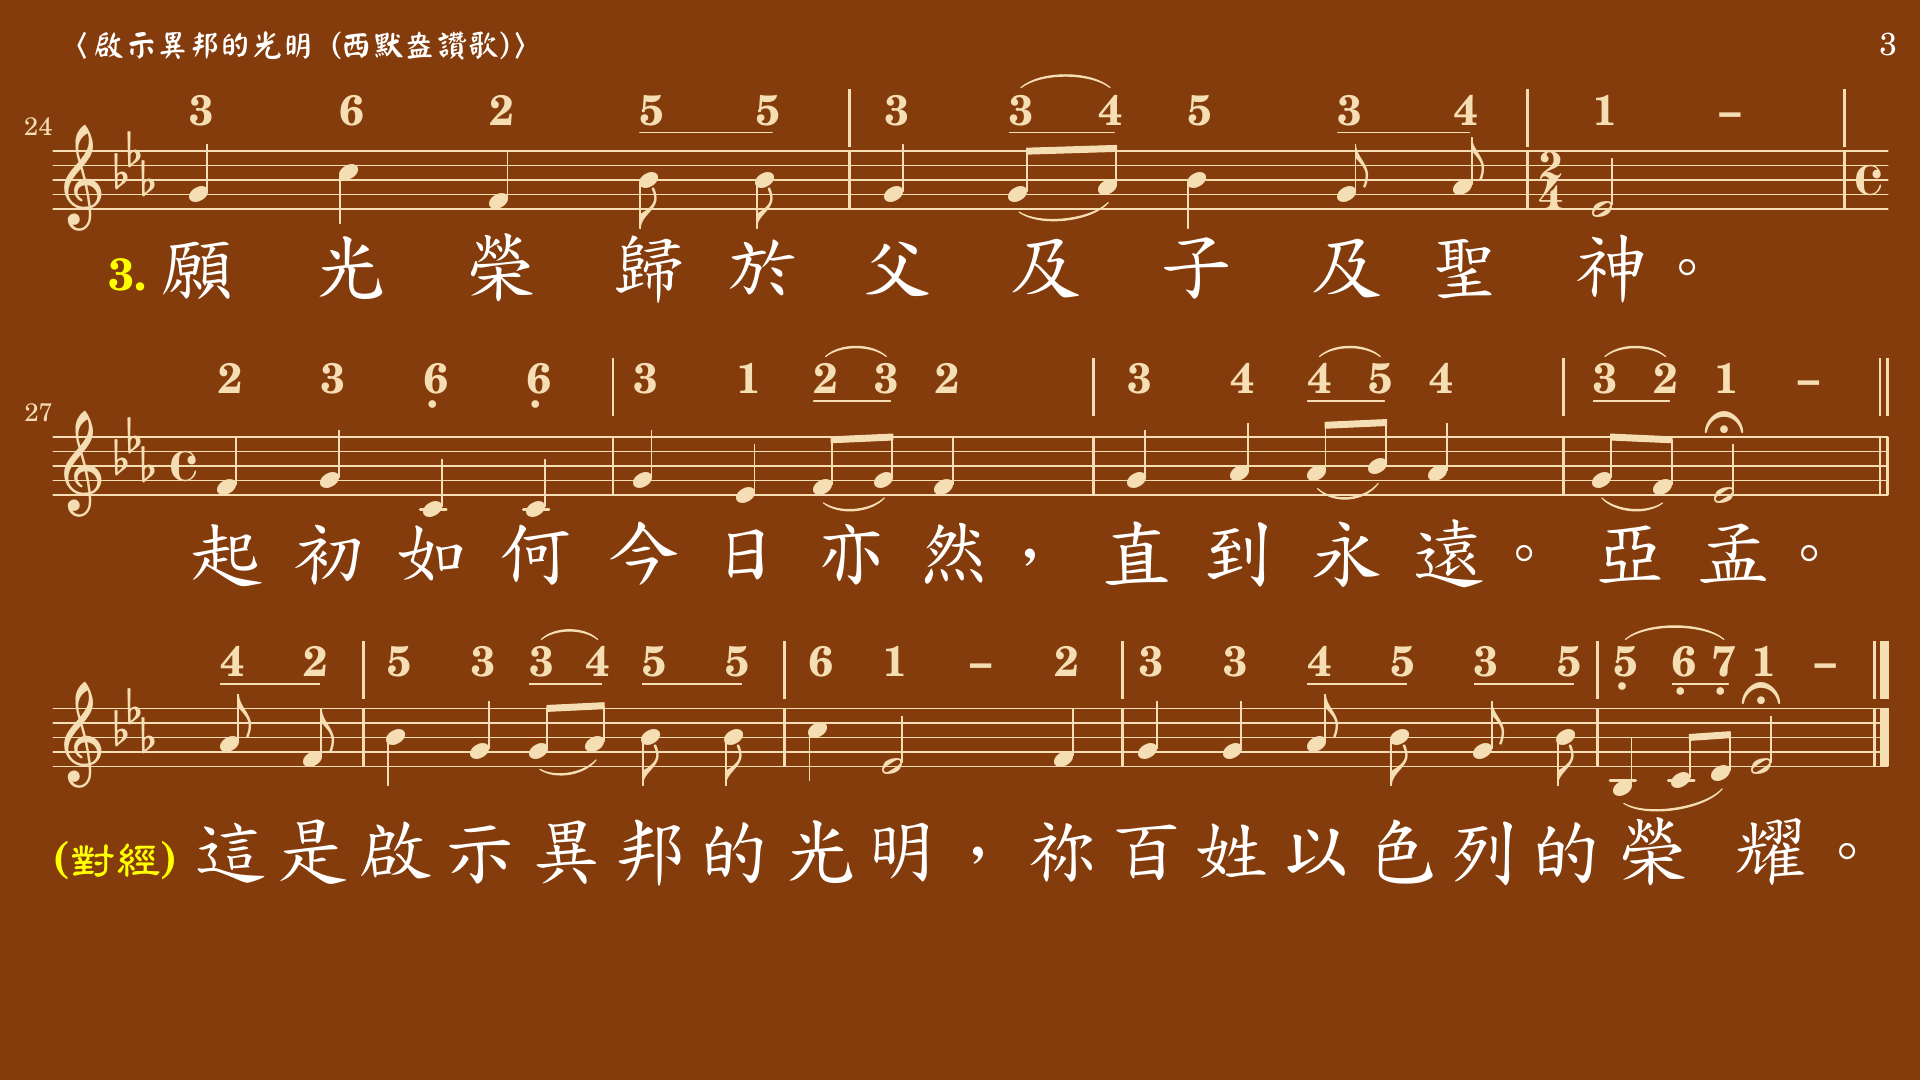 〈啟示異邦的光明 (西默盎讚歌)〉 3
3 6 2 5 5 3 3 4 5 3 4 1 –
24
2 4
3. 願光榮歸於父及子及聖神。
2 3 6 6 3 1 2 3 2 3 4 4 5 4 3 2 1 –
27
起初如何今日亦然，直到永遠。亞孟。
4 2 5 3 3 4 5 5 6 1 – 2 3 3 4 5 3 5 5 6 7 1 –
(對經) 這是啟示異邦的光明，祢百姓以色列的榮耀。